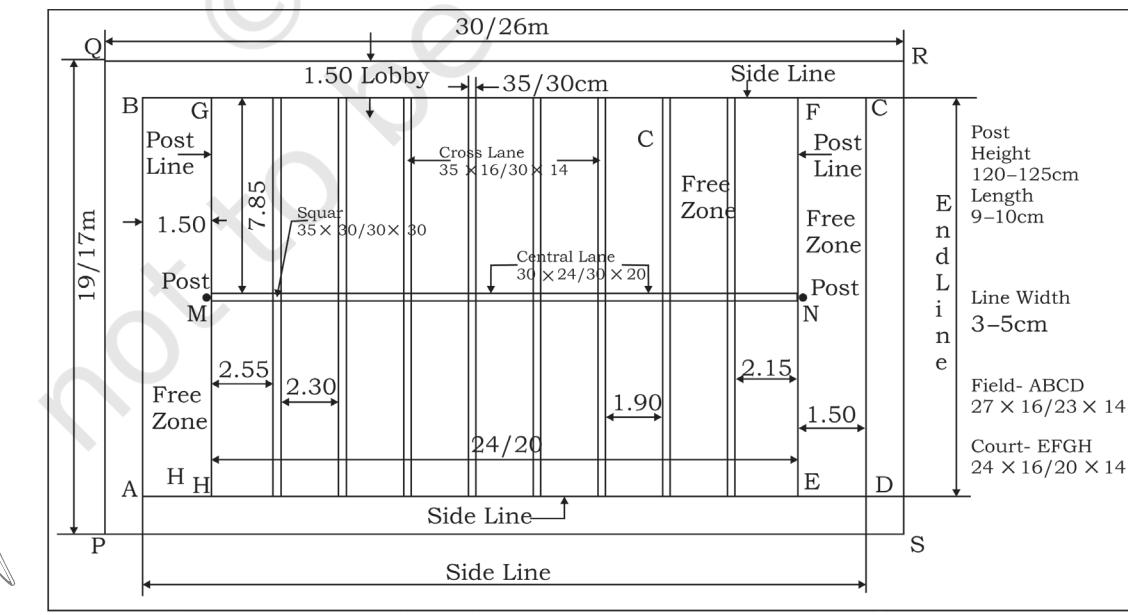 30/26m
Q
R
1.50 Lobby
35/30cm
Side Line
B
G
F
C
Post
Line
C
Post
Line
Cross Lane
35 × 16/30 × 14
Post
Height
120–125cm
Length
9–10cm
Free
Zone
7.85
1.50
Squar
35× 30/30× 30
Free
Zone
End Line
19/17m
Central Lane
30 × 24/30 × 20
Post
M
Post
N
Line Width
3–5cm
2.55
2.30
2.15
1.90
Free
Zone
1.50
Field- ABCD
27 × 16/23 × 14
24/20
Court- EFGH
24 × 16/20 × 14
A
H
H
E
D
Side Line
P
S
Side Line
not to be
©